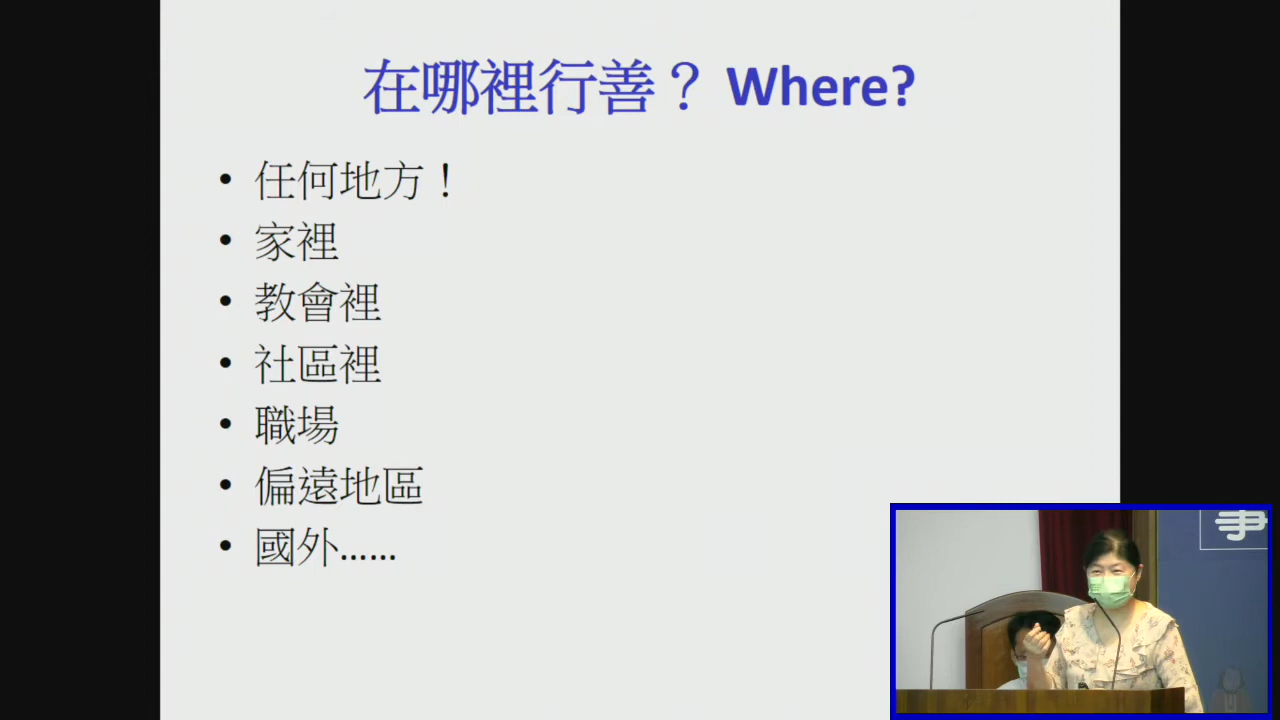 在哪裡行善？ Where?
• 任何地方！
• 家裡
• 教會裡
• 社區裡
• 職場
• 偏遠地區
• 國外......
事